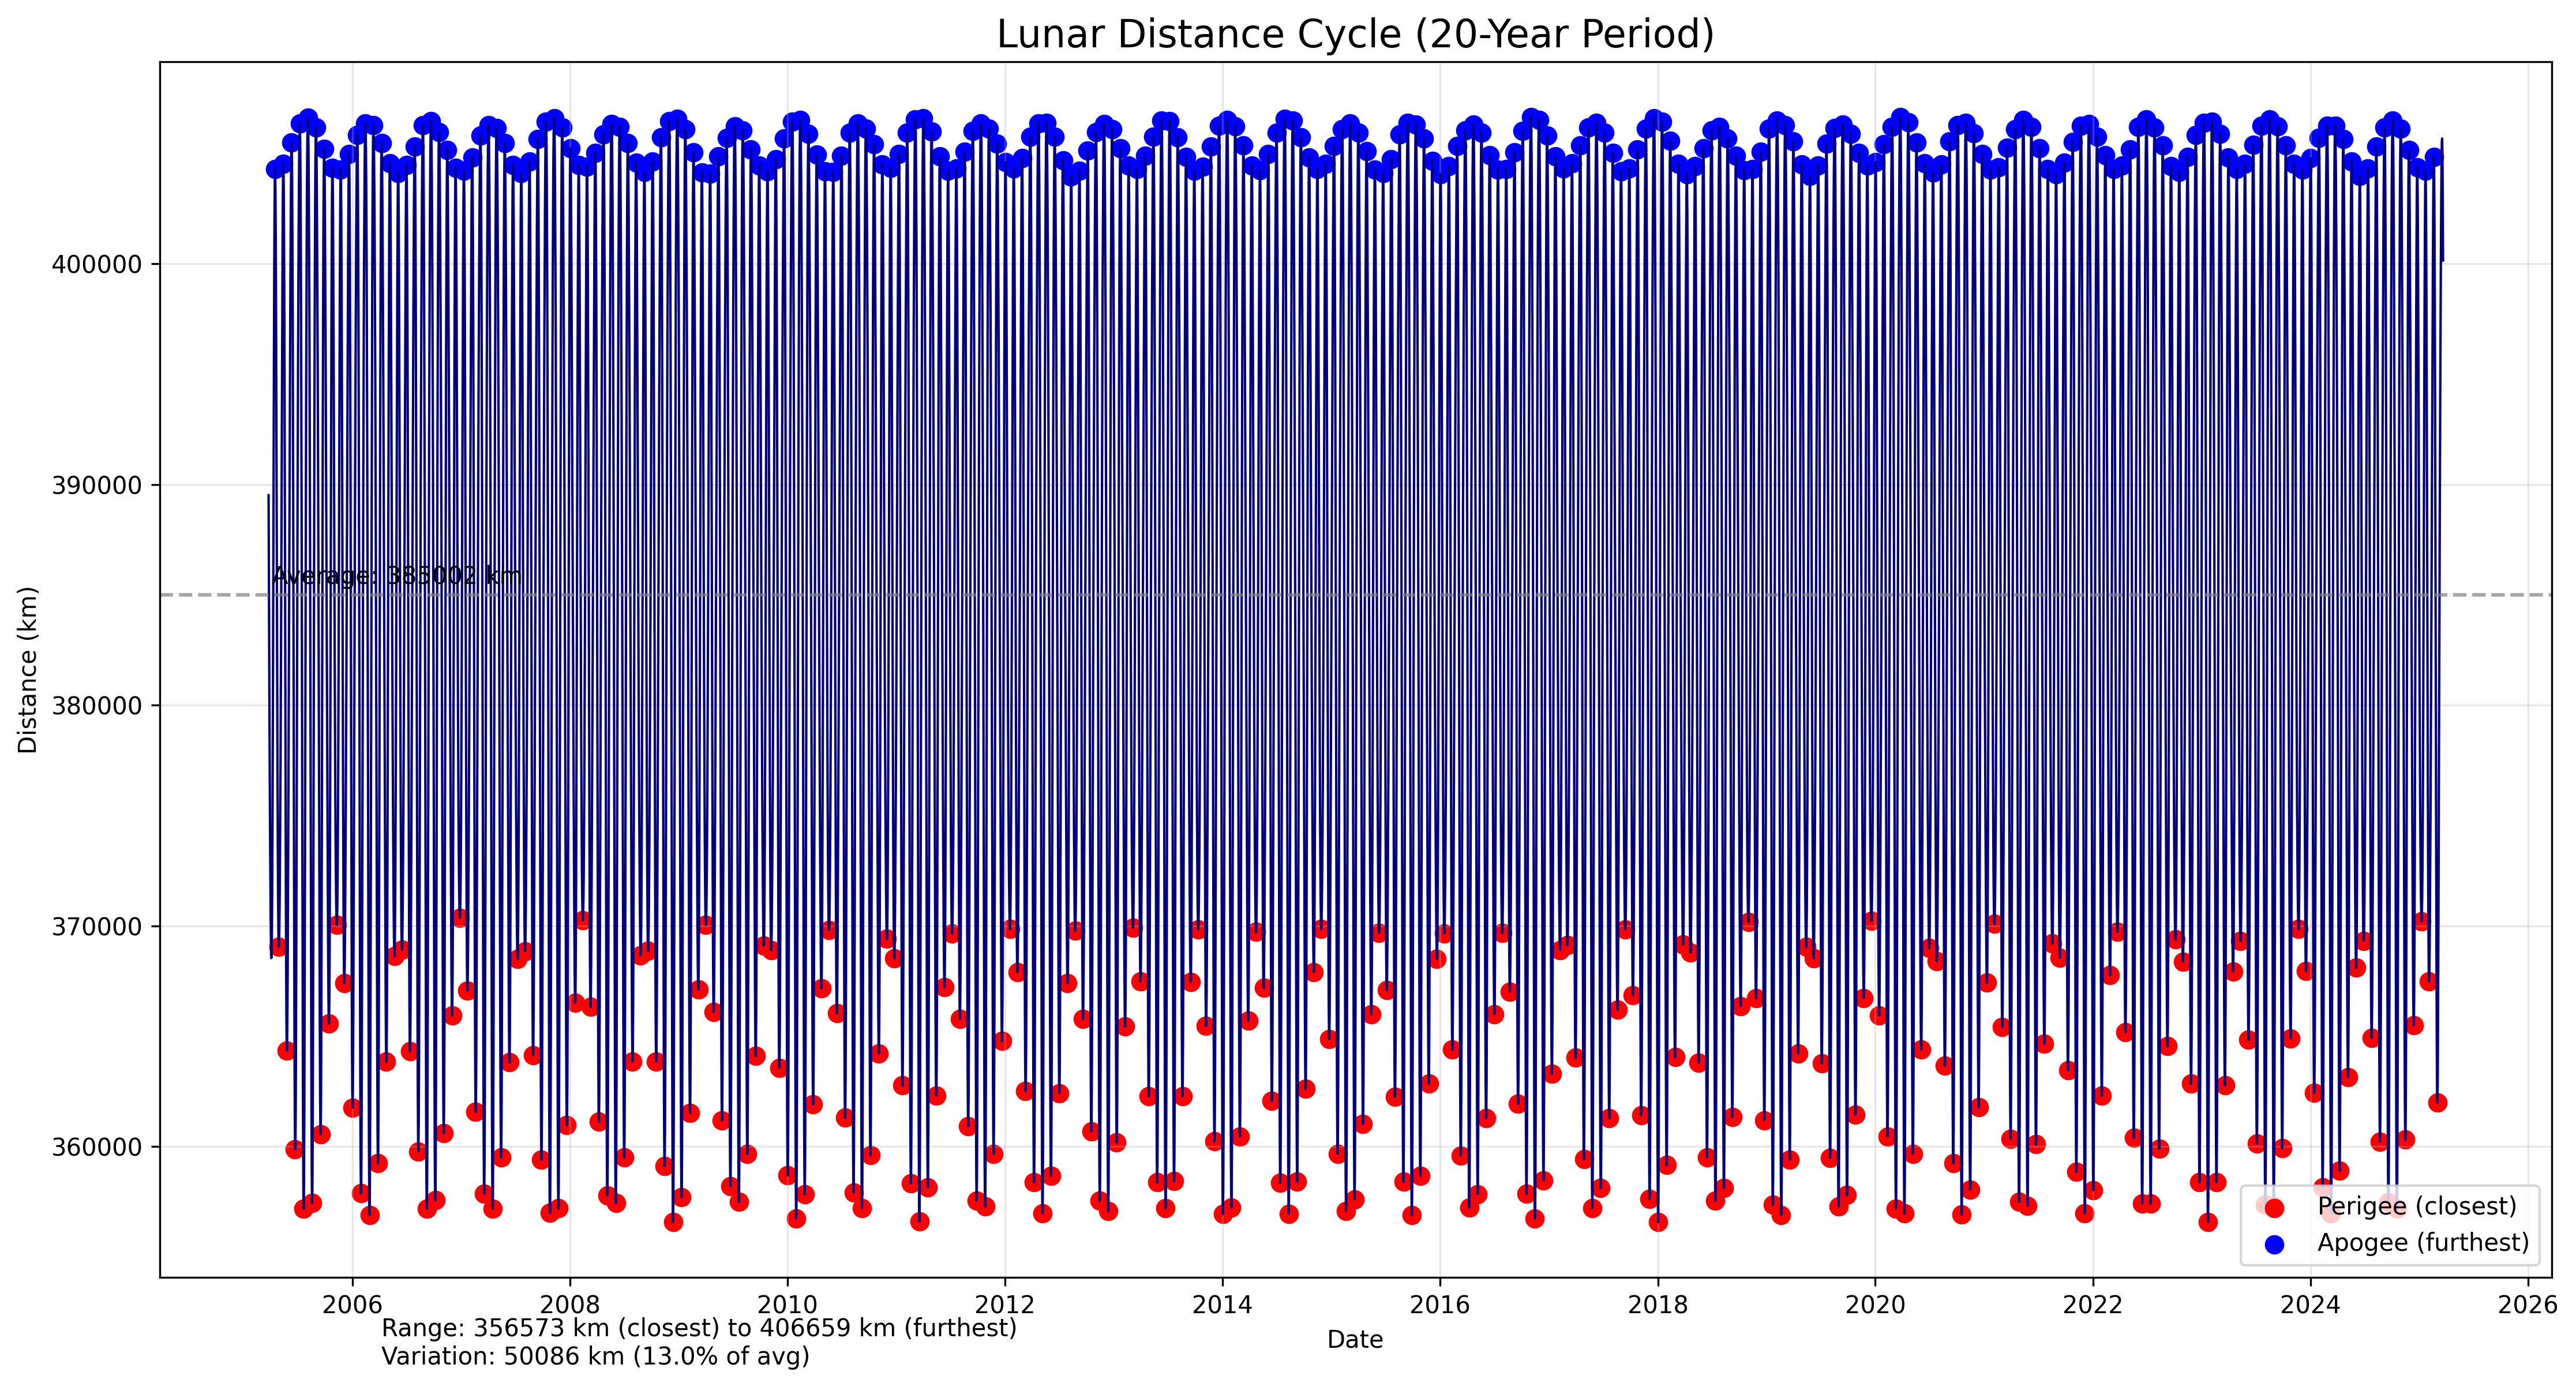 Lunar Distance Cycle (20-Year Period)
Distance (km)
400000
390000
380000
370000
360000
Average: 385002 km
Perigee (closest)
Apogee (furthest)
2006 2008 2010 2012 2014 2016 2018 2020 2022 2024 2026
Date
Range: 356573 km (closest) to 406659 km (furthest)
Variation: 50086 km (13.0% of avg)